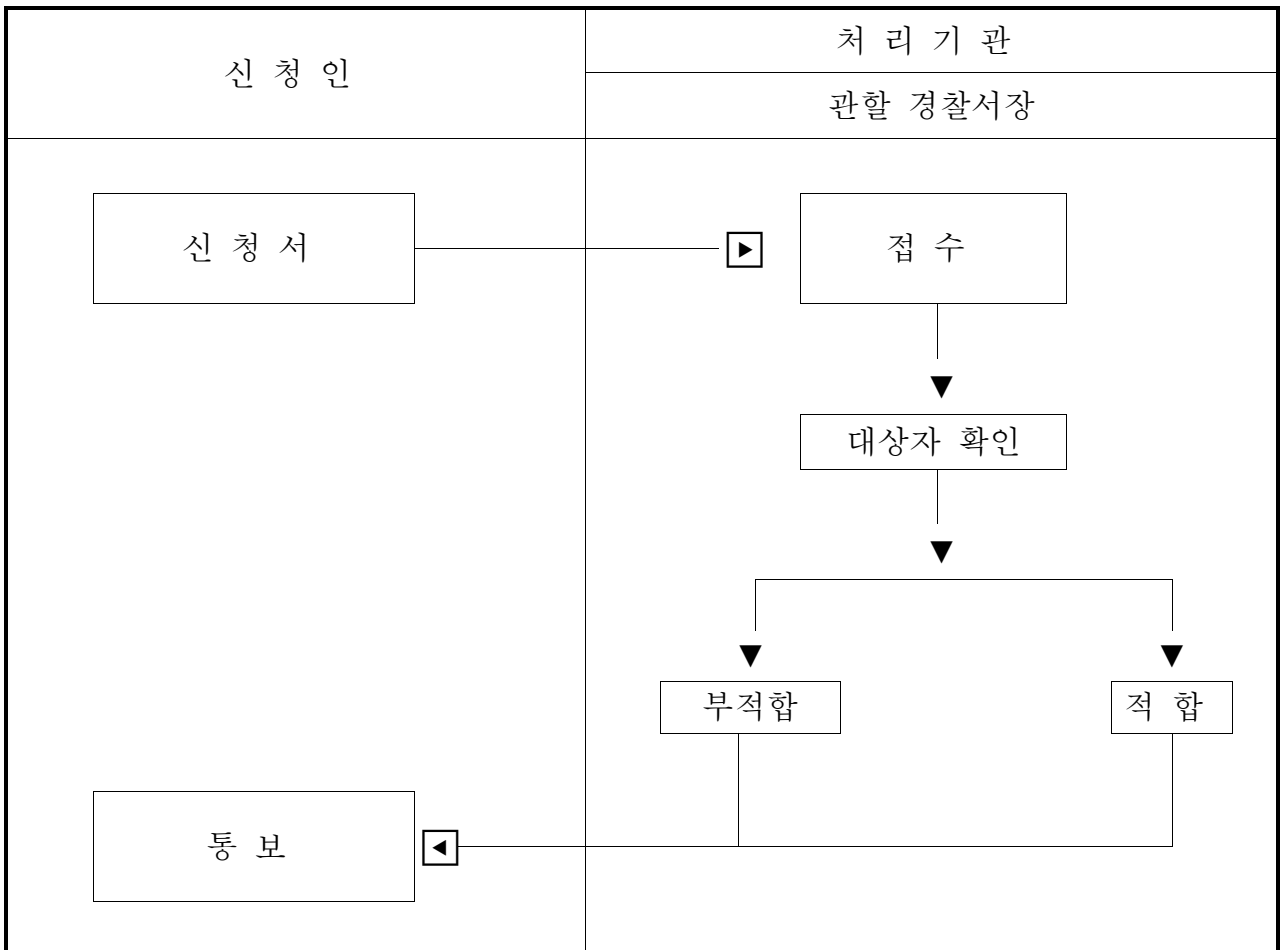 신 청 인
처 리 기 관
관할 경찰서장
신 청 서
접 수
대상자 확인
부적합
적 합
통 보